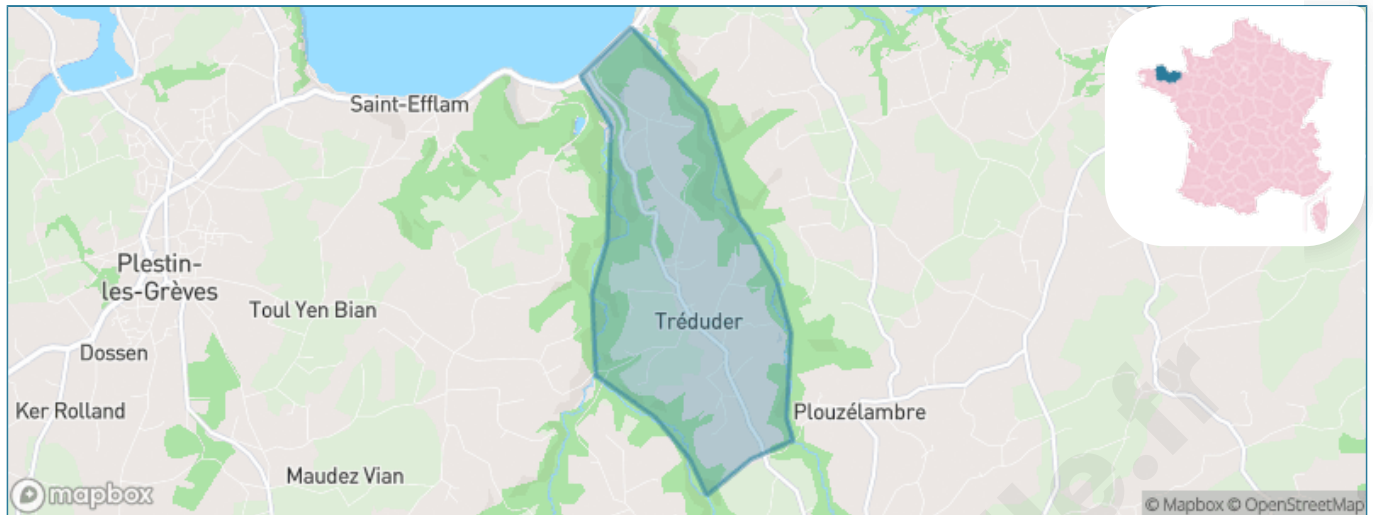 Saint-Efflam
Plestin-
les-Grèves
Toul Yen Bian
Tréduder
Dossen
Ker Rolland
Plouzélambre
Maudez Vian
mapbox
© Mapbox © OpenStreetMap